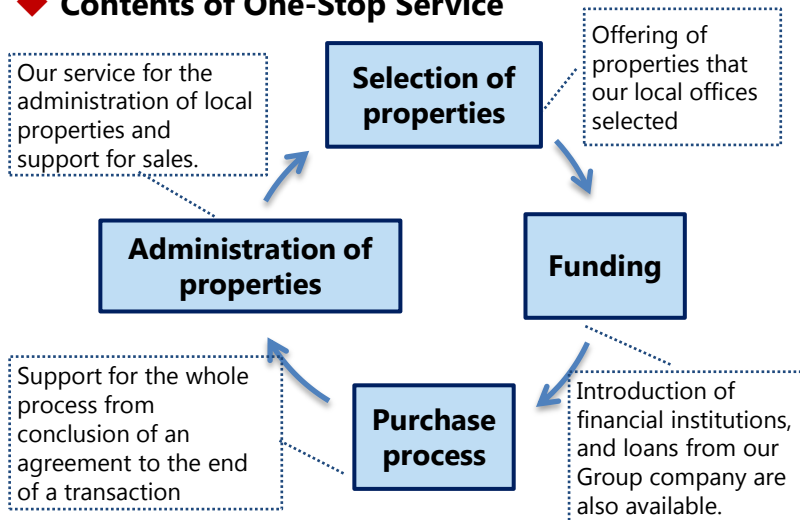 Contents of One-Stop Service
Selection of
properties
Offering of
properties that
our local offices
selected
Our service for the
administration of local
properties and
support for sales.
Administration of
properties
Funding
Support for the whole
process from
conclusion of an
agreement to the end
of a transaction
Purchase
process
Introduction of
financial institutions,
and loans from our
Group company are
also available.